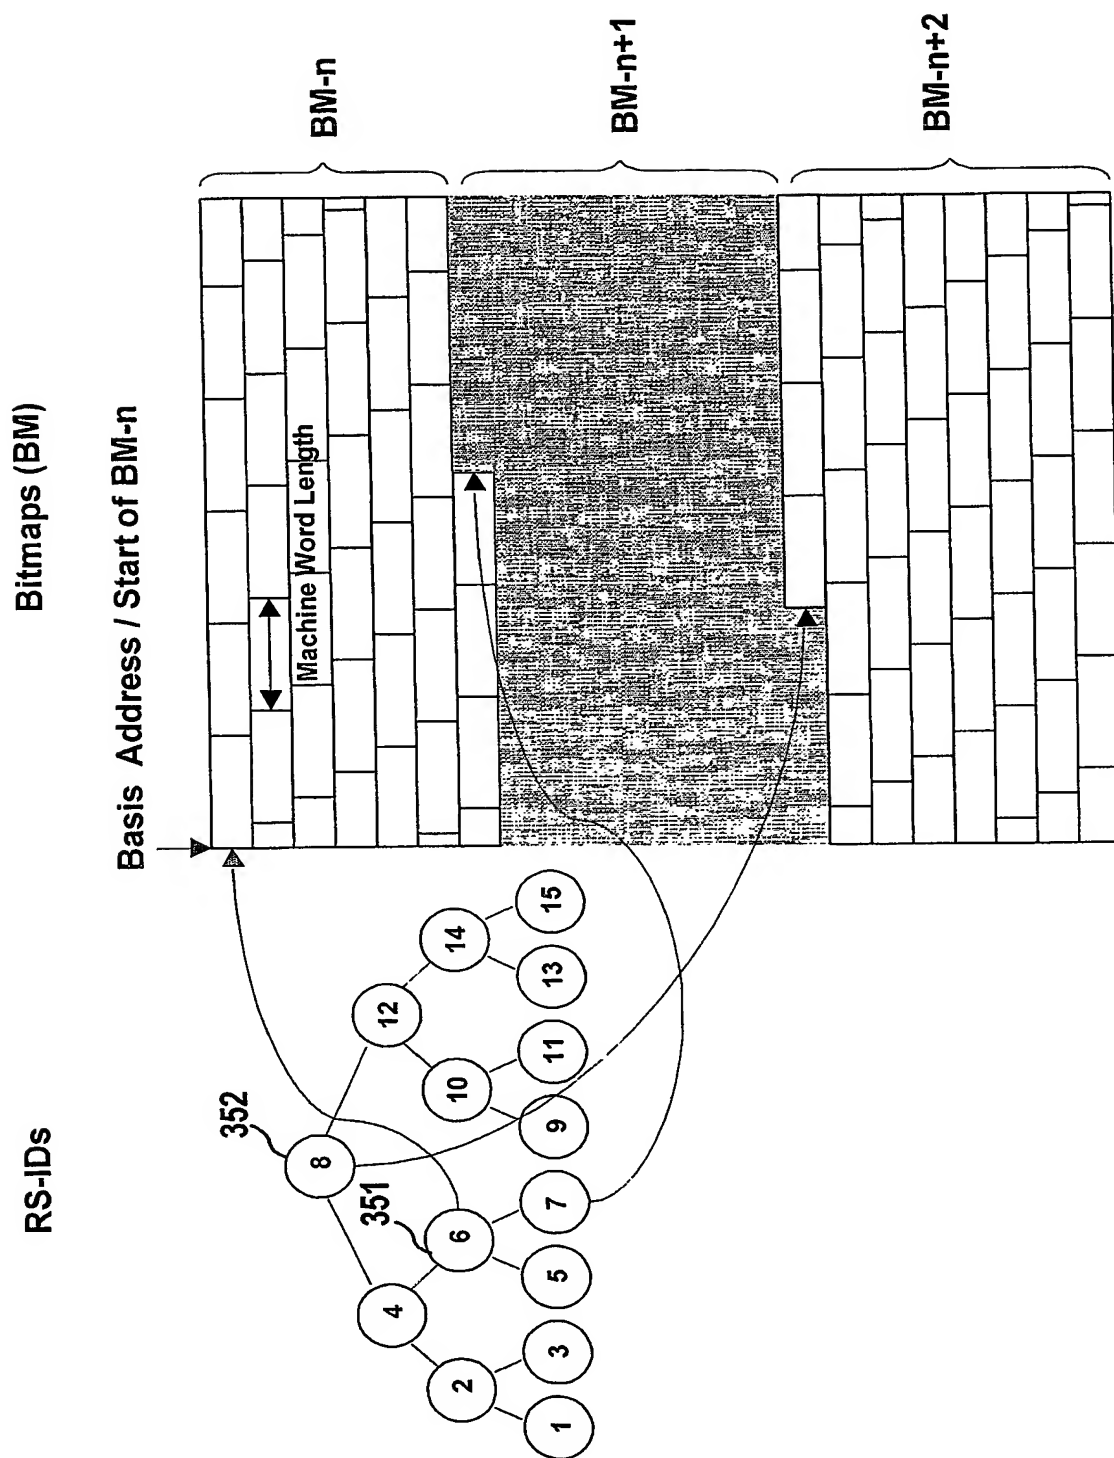 RS-IDs
Bitmaps (BM)
Basis Address / Start of BM-n
Machine Word Length
BM-n
BM-n+1
BM-n+2
352
351
8
4
12
2
6
10
14
1
3
5
7
9
11
13
15